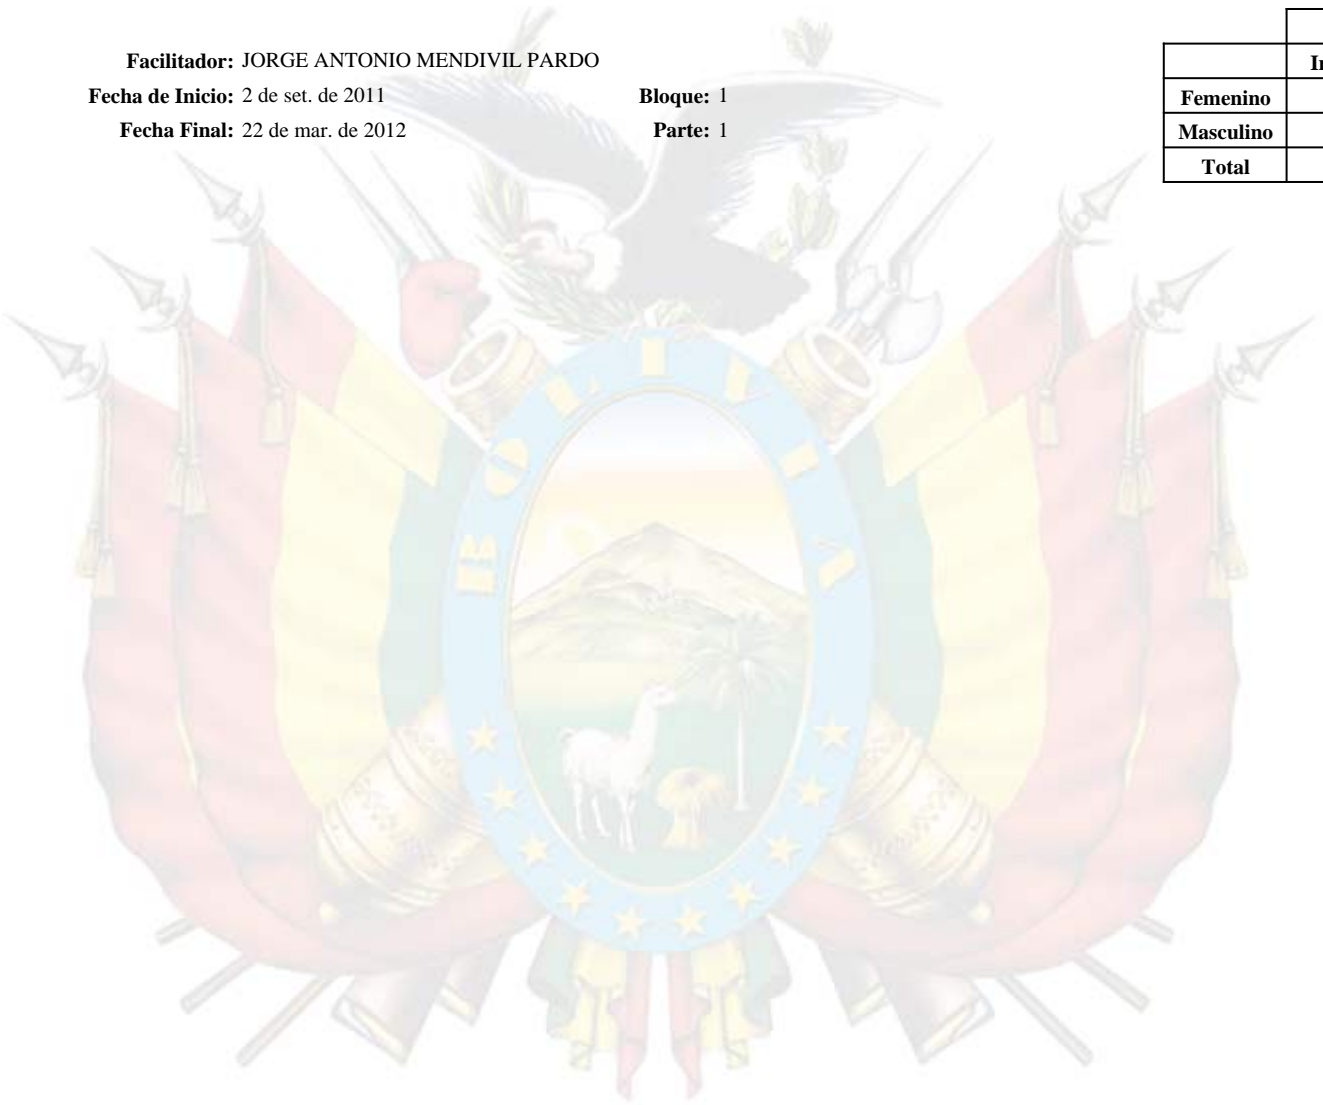 Facilitador: JORGE ANTONIO MENDIVIL PARDO
Fecha de Inicio: 2 de set. de 2011 Bloque: 1
Fecha Final: 22 de mar. de 2012 Parte: 1
Femenino
Masculino
Total
BOLIVIA